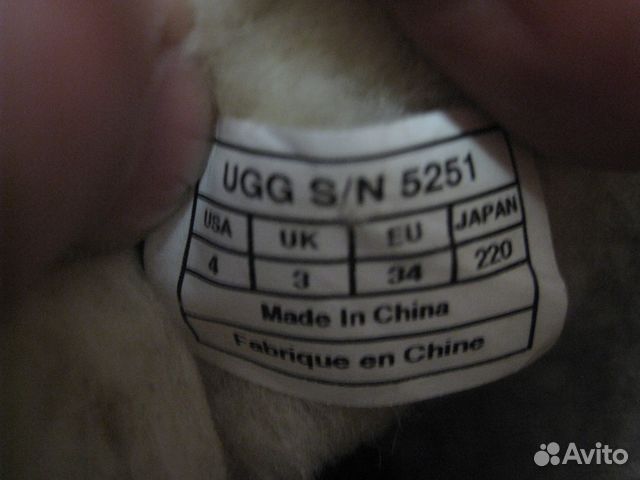 UGG S/N 5251
USA UK EU JAPAN
4 3 34 220
Made In China
Fabrique en Chine
Avito